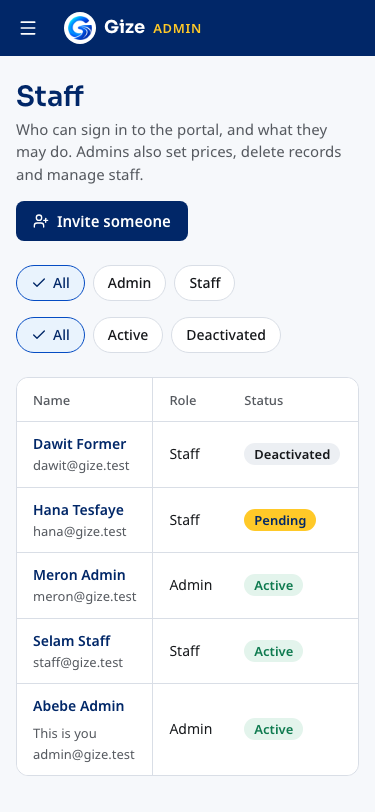 Gize ADMIN
Staff
Who can sign in to the portal, and what they
may do. Admins also set prices, delete records
and manage staff.
Invite someone
All Admin Staff
All Active Deactivated
Name Role Status
Dawit Former
dawit@gize.test
Staff Deactivated
Hana Tesfaye
hana@gize.test
Staff Pending
Meron Admin
meron@gize.test
Admin Active
Selam Staff
staff@gize.test
Staff Active
Abebe Admin
This is you
admin@gize.test
Admin Active